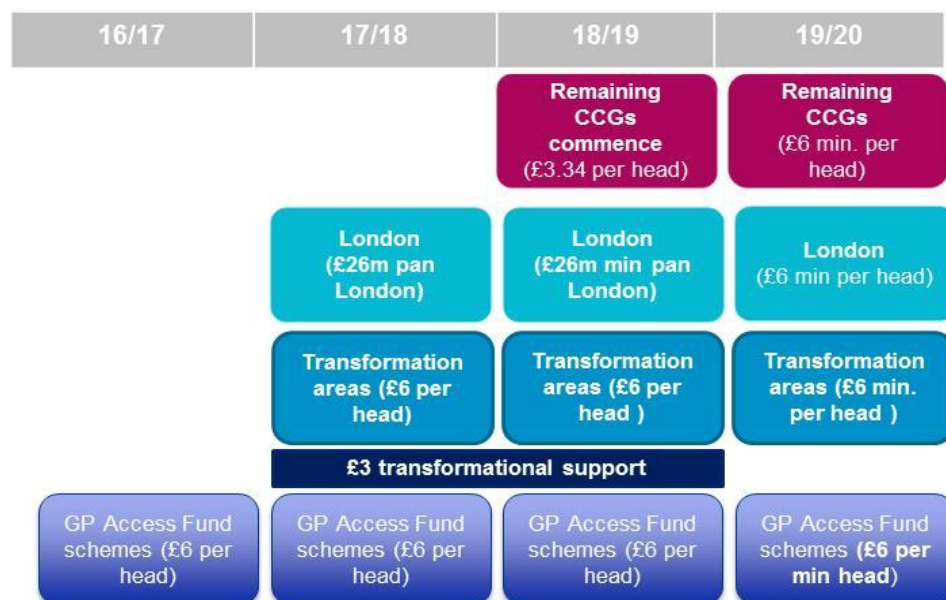 16/17 17/18 18/19 19/20
Remaining
CCGs
commence
(£3.34 per head)
Remaining
CCGs
(£6 min. per
head)
London
(£26m pan
London)
London
(£26m min pan
London)
London
(£6 min per head)
Transformation
areas (£6 per
head)
Transformation
areas (£6 per
head )
Transformation
areas (£6 min.
per head )
£3 transformational support
GP Access Fund
schemes (£6 per
head)
GP Access Fund
schemes (£6 per
head)
GP Access Fund
schemes (£6 per
head)
GP Access Fund
schemes (£6 per
min head)